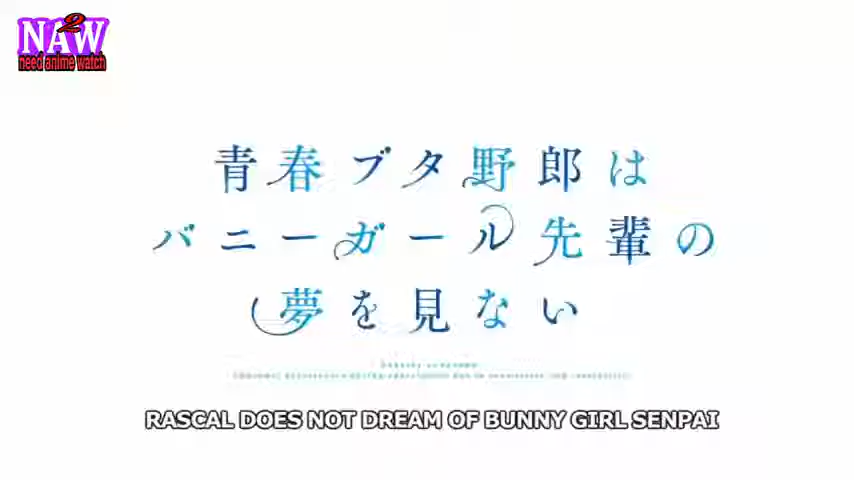 NA2W
need anime watch
青春ブタ野郎は
バニーガール先輩の
夢を見ない
RASCAL DOES NOT DREAM OF BUNNY GIRL SENPAI